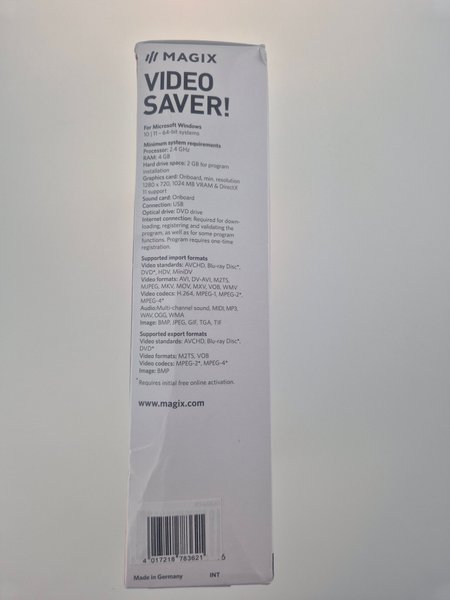 MAGIX
VIDEO
SAVER!
For Microsoft Windows
10 | 11 - 64-bit systems
Minimum system requirements
Processor: 2.4 GHz
RAM: 4 GB
Hard drive space: 2 GB for program
installation
Graphics card: Onboard, min. resolution
1280 x 720, 1024 MB VRAM & DirectX
11 support
Sound card: Onboard
Connection: USB
Optical drive: DVD drive
Internet connection: Required for down-
loading, registering and validating the
program, as well as for some program
functions. Program requires one-time
registration.
Supported import formats
Video standards: AVCHD, Blu-ray Disc*,
DVD*, HDV, MiniDV
Video formats: AVI, DV-AVI, M2TS,
MJPEG, MKV, MOV, MXV, VOB, WMV
Video codecs: H.264, MPEG-1, MPEG-2*,
MPEG-4*
Audio:Multi-channel sound, MIDI, MP3,
WAV, OGG, WMA
Image: BMP, JPEG, GIF, TGA, TIF
Supported export formats
Video standards: AVCHD, Blu-ray Disc*,
DVD*
Video formats: M2TS, VOB
Video codecs: MPEG-2*, MPEG-4*
Image: BMP
*Requires initial free online activation.
www.magix.com
4 017218 783621 6
Made in Germany INT